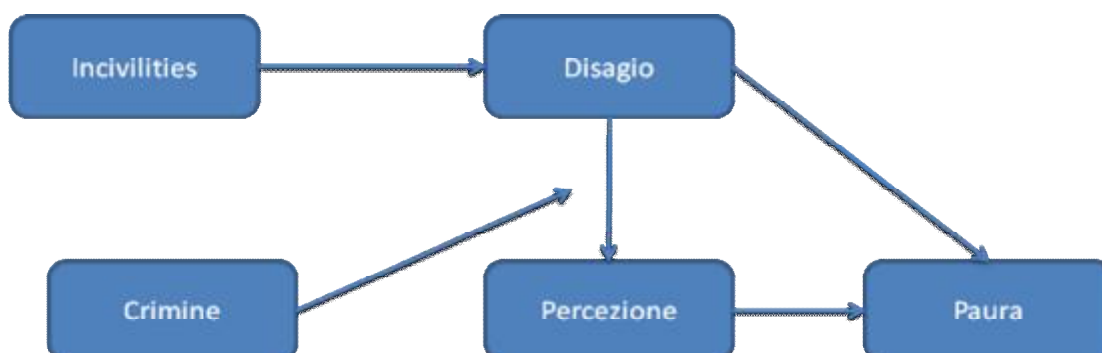 Incivilities
Disagio
Crimine
Percezione
Paura